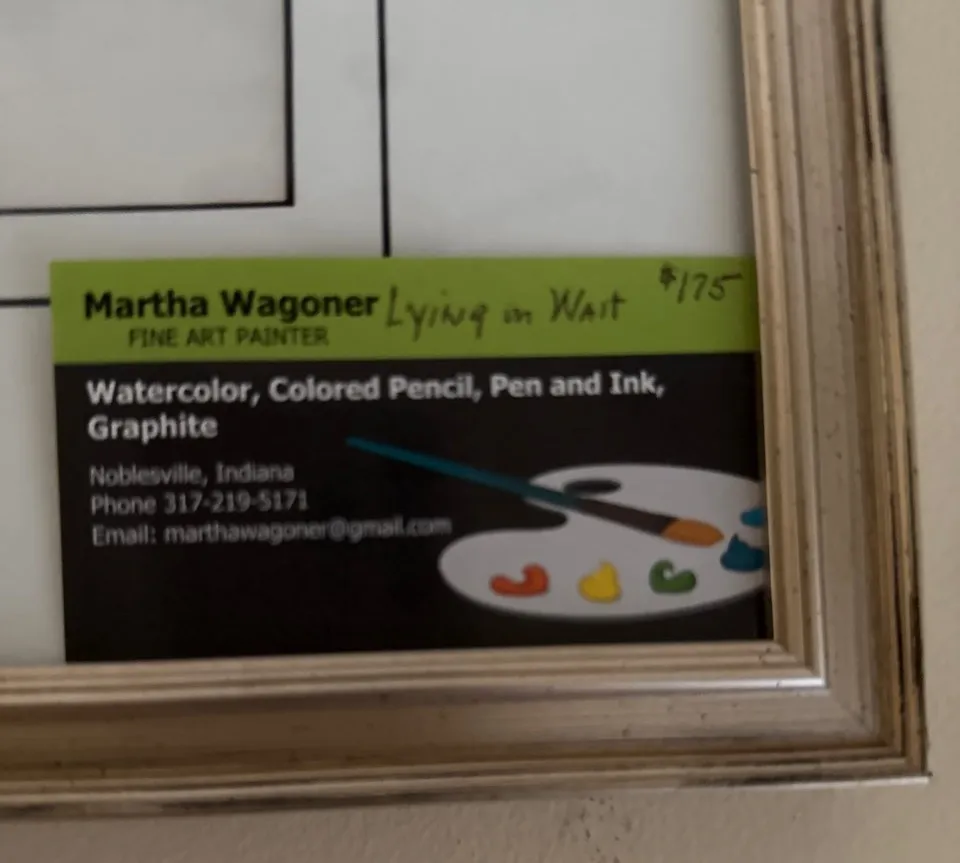 Martha Wagoner Lying in Wait $175
FINE ART PAINTER
Watercolor, Colored Pencil, Pen and Ink,
Graphite
Noblesville, Indiana
Phone 317-219-5171
Email: marthawagoner@gmail.com